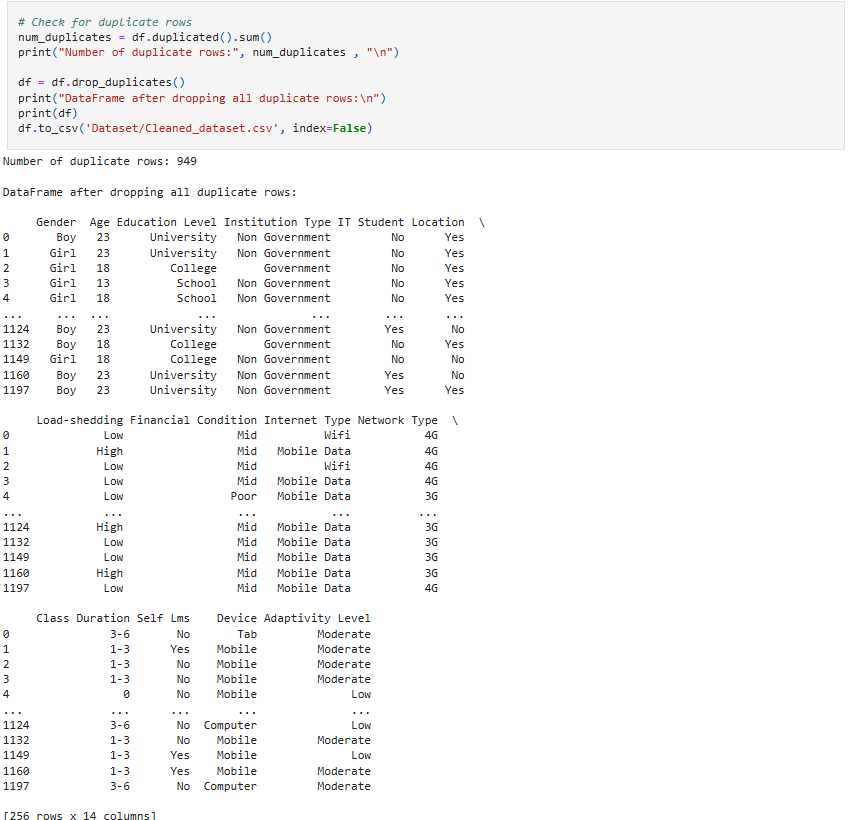 # Check for duplicate rows
num_duplicates = df.duplicated().sum()
print("Number of duplicate rows:", num_duplicates , "\n")
df = df.drop_duplicates()
print("DataFrame after dropping all duplicate rows:\n")
print(df)
df.to_csv('Dataset/Cleaned_dataset.csv', index=False)
Number of duplicate rows: 949
DataFrame after dropping all duplicate rows:
Gender Age Education Level Institution Type IT Student Location \
0 Boy 23 University Non Government No Yes
1 Girl 23 University Non Government No Yes
2 Girl 18 College Government No Yes
3 Girl 13 School Non Government No Yes
4 Girl 18 School Non Government No Yes
... ... ... ... ... ... ...
1124 Boy 23 University Non Government Yes No
1132 Boy 18 College Government No Yes
1149 Girl 18 College Non Government No No
1160 Boy 23 University Non Government Yes No
1197 Boy 23 University Non Government Yes Yes
Load-shedding Financial Condition Internet Type Network Type \
0 Low Mid Wifi 4G
1 High Mid Mobile Data 4G
2 Low Mid Wifi 4G
3 Low Mid Mobile Data 4G
4 Low Poor Mobile Data 3G
... ... ... ... ...
1124 High Mid Mobile Data 3G
1132 Low Mid Mobile Data 3G
1149 Low Mid Mobile Data 3G
1160 High Mid Mobile Data 3G
1197 Low Mid Mobile Data 4G
Class Duration Self Lms Device Adaptivity Level
0 3-6 No Tab Moderate
1 1-3 Yes Mobile Moderate
2 1-3 No Mobile Moderate
3 1-3 No Mobile Moderate
4 0 No Mobile Low
... ... ... ... ...
1124 3-6 No Computer Low
1132 1-3 No Mobile Moderate
1149 1-3 Yes Mobile Low
1160 1-3 Yes Mobile Moderate
1197 3-6 No Computer Moderate
[256 rows x 14 columns]